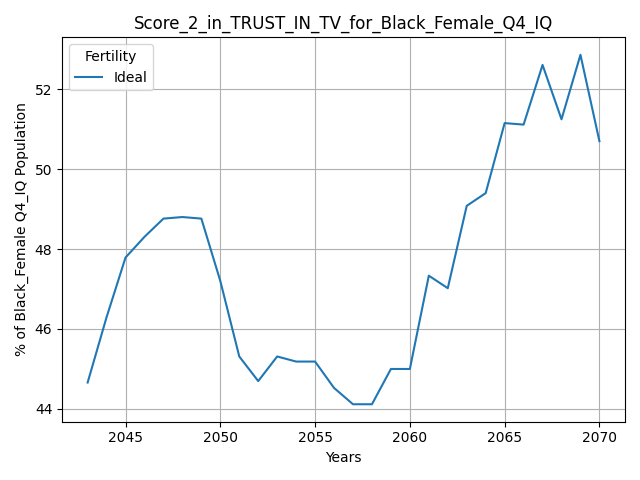 Score_2_in_TRUST_IN_TV_for_Black_Female_Q4_IQ
Fertility
Ideal
% of Black_Female Q4_IQ Population
52
50
48
46
44
2045 2050 2055 2060 2065 2070
Years